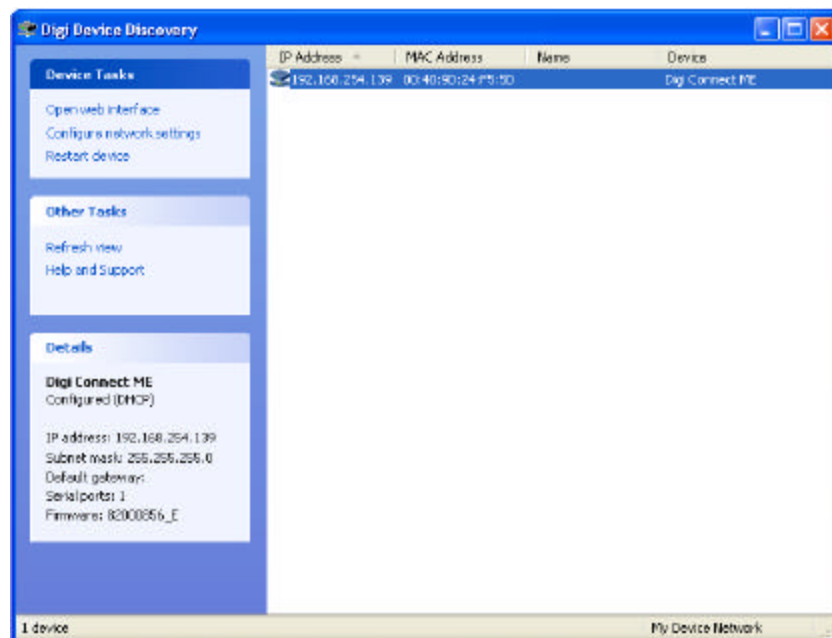 Digi Device Discovery
Device Tasks
Open web interface
Configure network settings
Restart device
Other Tasks
Refresh view
Help and Support
Details
Digi Connect ME
Configured (DHCP)
IP address: 192.168.254.139
Subnet mask: 255.255.255.0
Default gateway:
Serial ports: 1
Firmware: 82000856_E
IP Address MAC Address Name Device
192.168.254.139 00:40:9D:24:F5:5D Digi Connect ME
1 device My Device Network